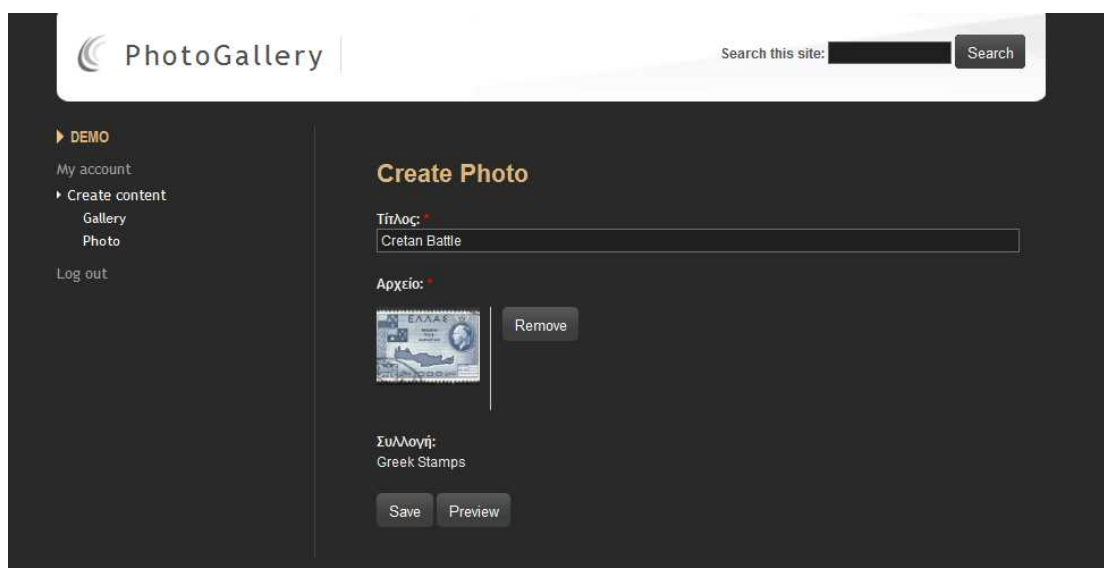 PhotoGallery
Search this site:
Search
DEMO
My account
Create content
Gallery
Photo
Log out
Create Photo
Τίτλος: *
Cretan Battle
Αρχείο: *
ΕΛΛΑΣ
Remove
Συλλογή:
Greek Stamps
Save Preview